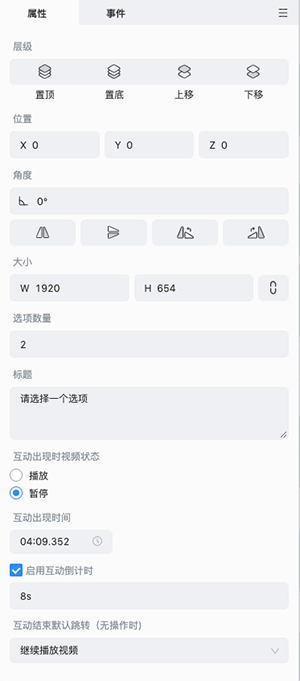 属性 事件
层级
置顶 置底 上移 下移
位置
X 0 Y 0 Z 0
角度
0°
大小
W 1920 H 654
选项数量
2
标题
请选择一个选项
互动出现时视频状态
播放
暂停
互动出现时间
04:09.352
启用互动倒计时
8s
互动结束默认跳转（无操作时)
继续播放视频